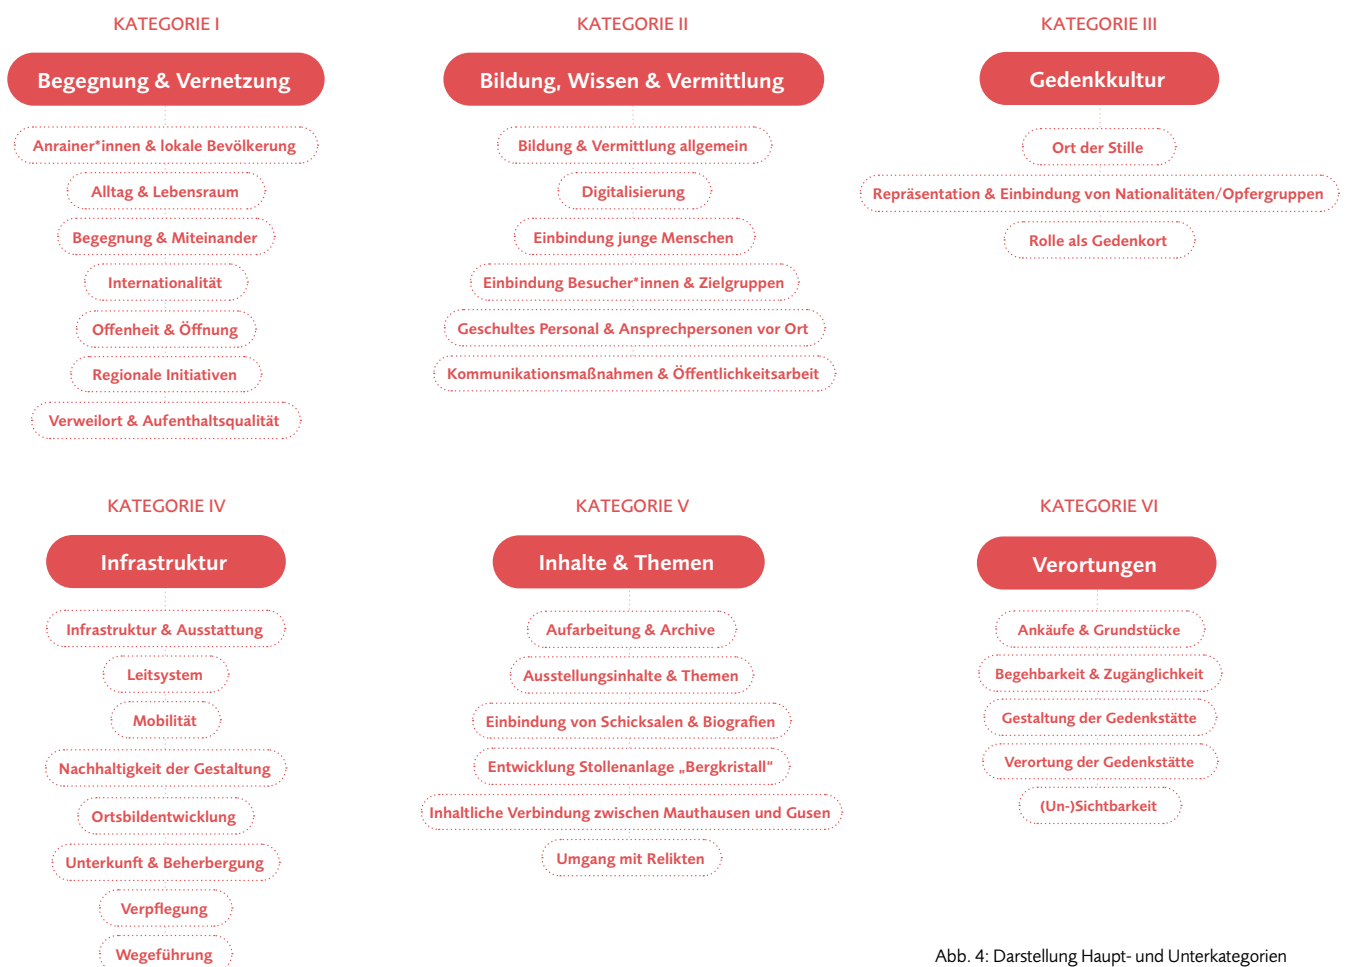 KATEGORIE I
Begegnung & Vernetzung
Anrainer*innen & lokale Bevölkerung
Alltag & Lebensraum
Begegnung & Miteinander
Internationalität
Offenheit & Öffnung
Regionale Initiativen
Verweilort & Aufenthaltsqualität
KATEGORIE II
Bildung, Wissen & Vermittlung
Bildung & Vermittlung allgemein
Digitalisierung
Einbindung junge Menschen
Einbindung Besucher*innen & Zielgruppen
Geschultes Personal & Ansprechpersonen vor Ort
Kommunikationsmaßnahmen & Öffentlichkeitsarbeit
KATEGORIE III
Gedenkkultur
Ort der Stille
Repräsentation & Einbindung von Nationalitäten/Opfergruppen
Rolle als Gedenkort
KATEGORIE IV
Infrastruktur
Infrastruktur & Ausstattung
Leitsystem
Mobilität
Nachhaltigkeit der Gestaltung
Ortsbildentwicklung
Unterkunft & Beherbergung
Verpflegung
Wegeführung
KATEGORIE V
Inhalte & Themen
Aufarbeitung & Archive
Ausstellungsinhalte & Themen
Einbindung von Schicksalen & Biografien
Entwicklung Stollenanlage „Bergkristall“
Inhaltliche Verbindung zwischen Mauthausen und Gusen
Umgang mit Relikten
KATEGORIE VI
Verortungen
Ankäufe & Grundstücke
Begehbarkeit & Zugänglichkeit
Gestaltung der Gedenkstätte
Verortung der Gedenkstätte
(Un-)Sichtbarkeit
Abb. 4: Darstellung Haupt- und Unterkategorien